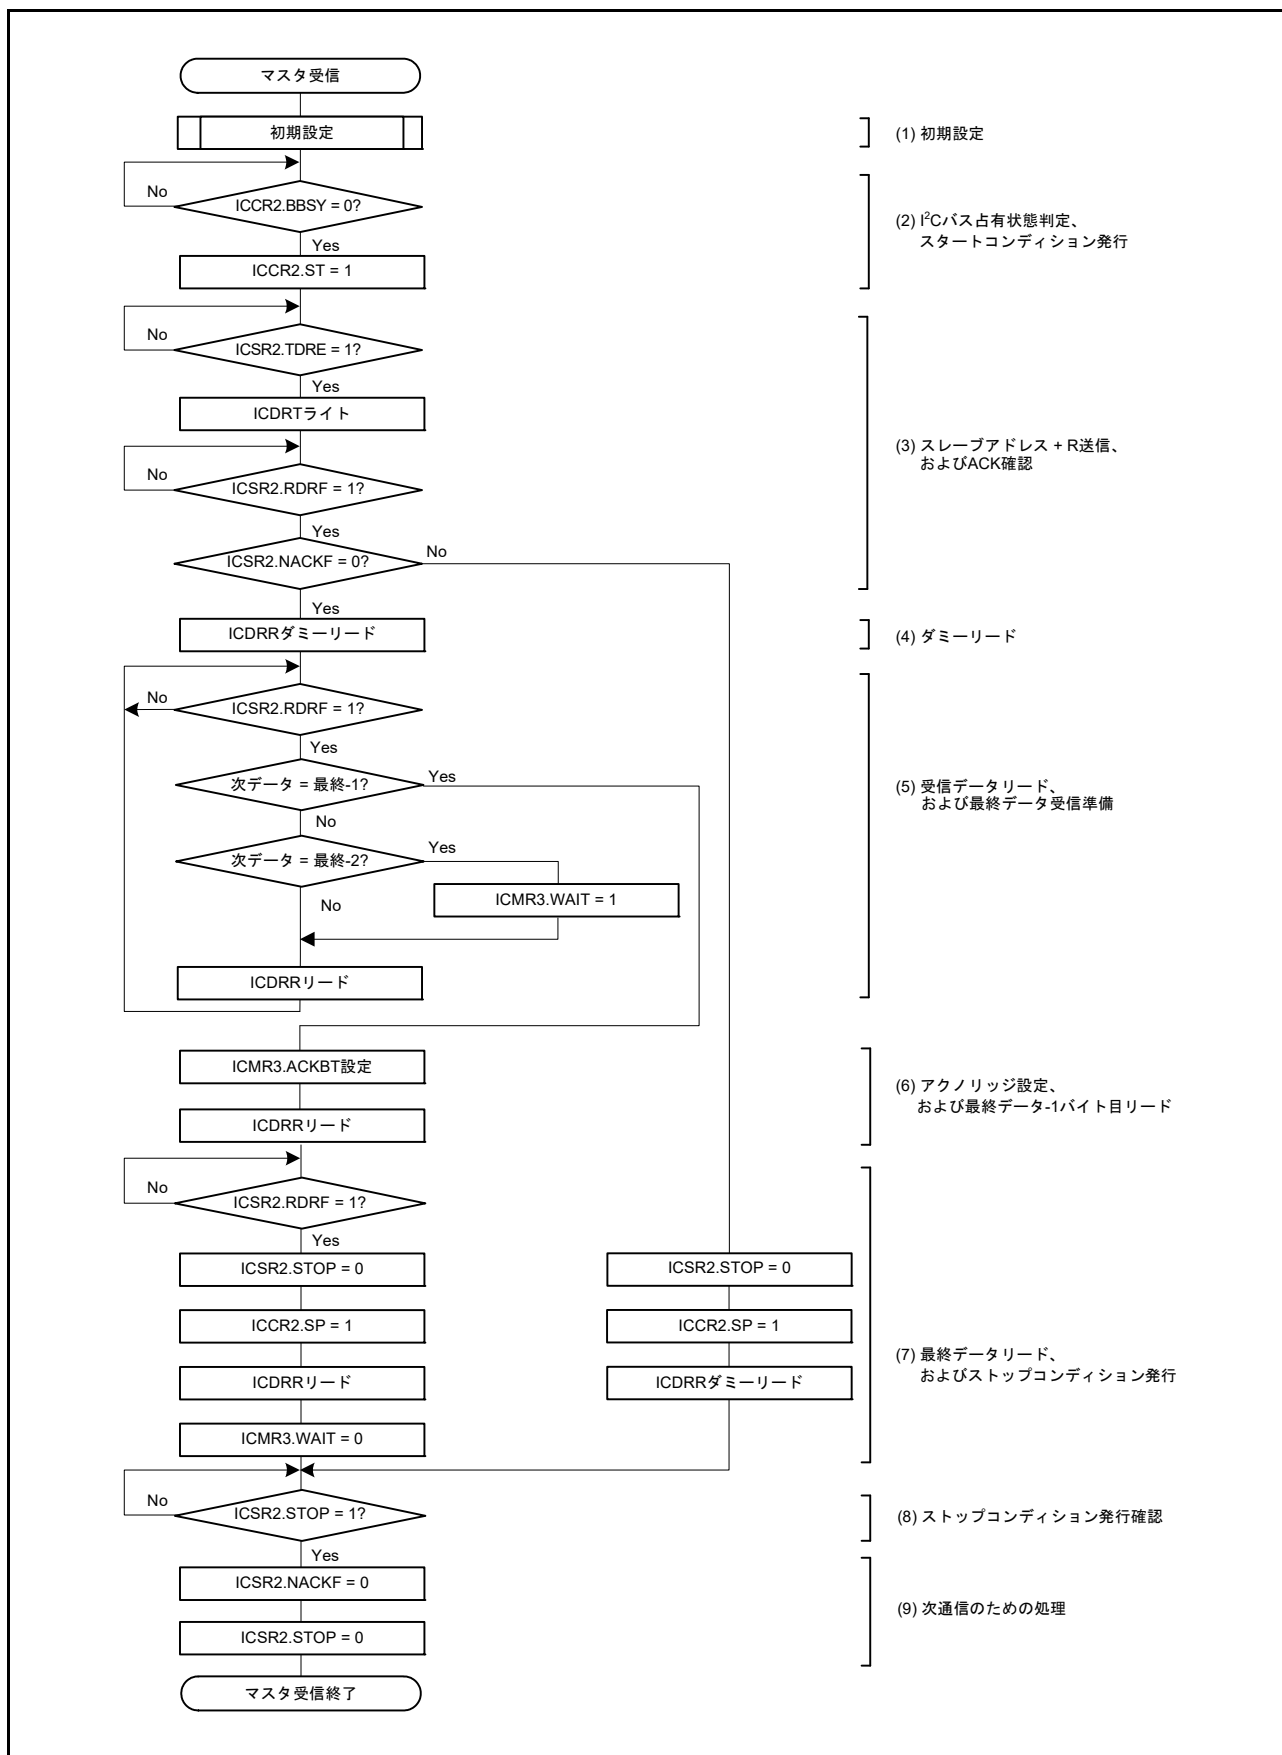 マスタ受信
初期設定
(1) 初期設定
No
ICCR2.BBSY = 0?
Yes
(2) I²Cバス占有状態判定、
スタートコンディション発行
ICCR2.ST = 1
No
ICSR2.TDRE = 1?
Yes
ICDRTライト
(3) スレーブアドレス + R送信、
およびACK確認
No
ICSR2.RDRF = 1?
Yes
ICSR2.NACKF = 0?
No
Yes
ICDRRダミーリード
(4) ダミーリード
No
ICSR2.RDRF = 1?
Yes
次データ = 最終-1?
Yes
(5) 受信データリード、
および最終データ受信準備
No
次データ = 最終-2?
Yes
ICMR3.WAIT = 1
No
ICDRRリード
ICMR3.ACKBT設定
(6) アクノリッジ設定、
および最終データ-1バイト目リード
ICDRRリード
No
ICSR2.RDRF = 1?
Yes
ICSR2.STOP = 0
ICSR2.STOP = 0
ICCR2.SP = 1
ICCR2.SP = 1
(7) 最終データリード、
およびストップコンディション発行
ICDRRリード
ICDRRダミーリード
ICMR3.WAIT = 0
No
ICSR2.STOP = 1?
(8) ストップコンディション発行確認
Yes
ICSR2.NACKF = 0
(9) 次通信のための処理
ICSR2.STOP = 0
マスタ受信終了